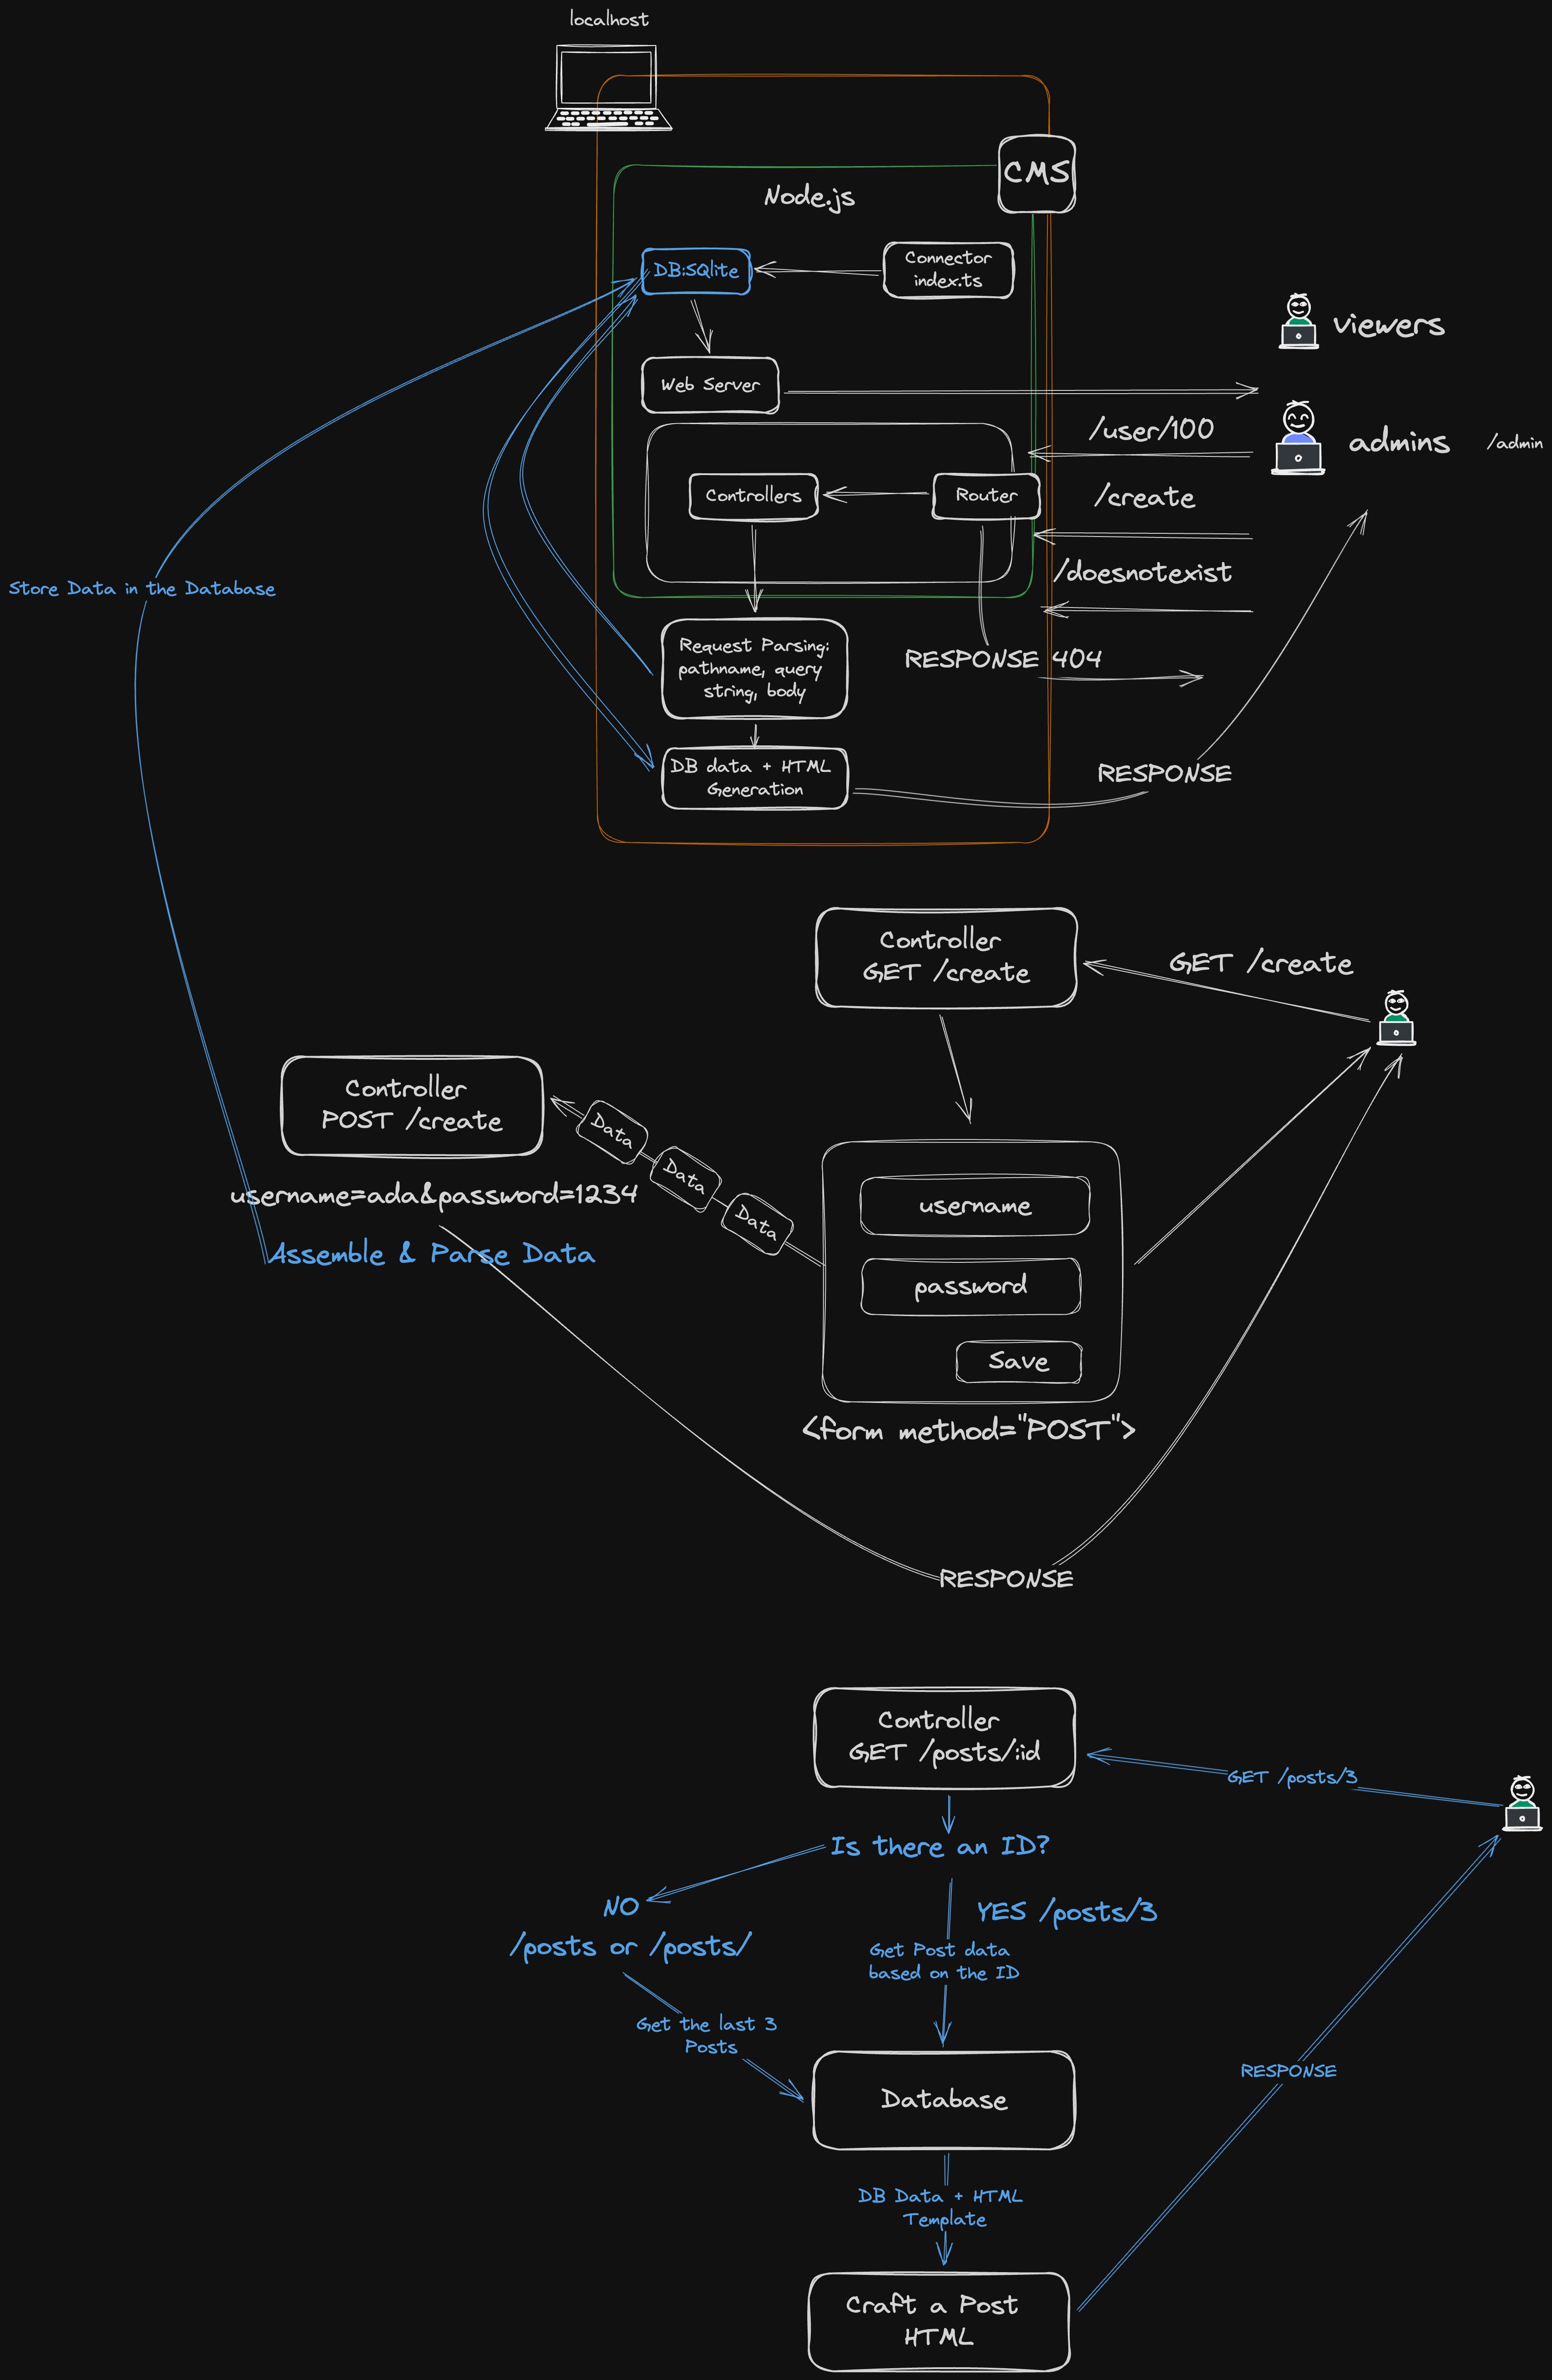 localhost
CMS
Node.js
DB:SQlite
Connector
index.ts
viewers
Web Server
/user/100
admins
/admin
Controllers
Router
/create
/doesnotexist
Store Data in the Database
Request Parsing:
pathname, query
string, body
RESPONSE 404
DB data + HTML
Generation
RESPONSE
Controller
GET /create
GET /create
Controller
POST /create
Data
Data
Data
username=ada&password=1234
Assemble & Parse Data
username
password
Save
<form method="POST">
RESPONSE
Controller
GET /posts/:id
GET /posts/3
Is there an ID?
NO
/posts or /posts/
YES /posts/3
Get Post data
based on the ID
Get the last 3
Posts
Database
RESPONSE
DB Data + HTML
Template
Craft a Post
HTML